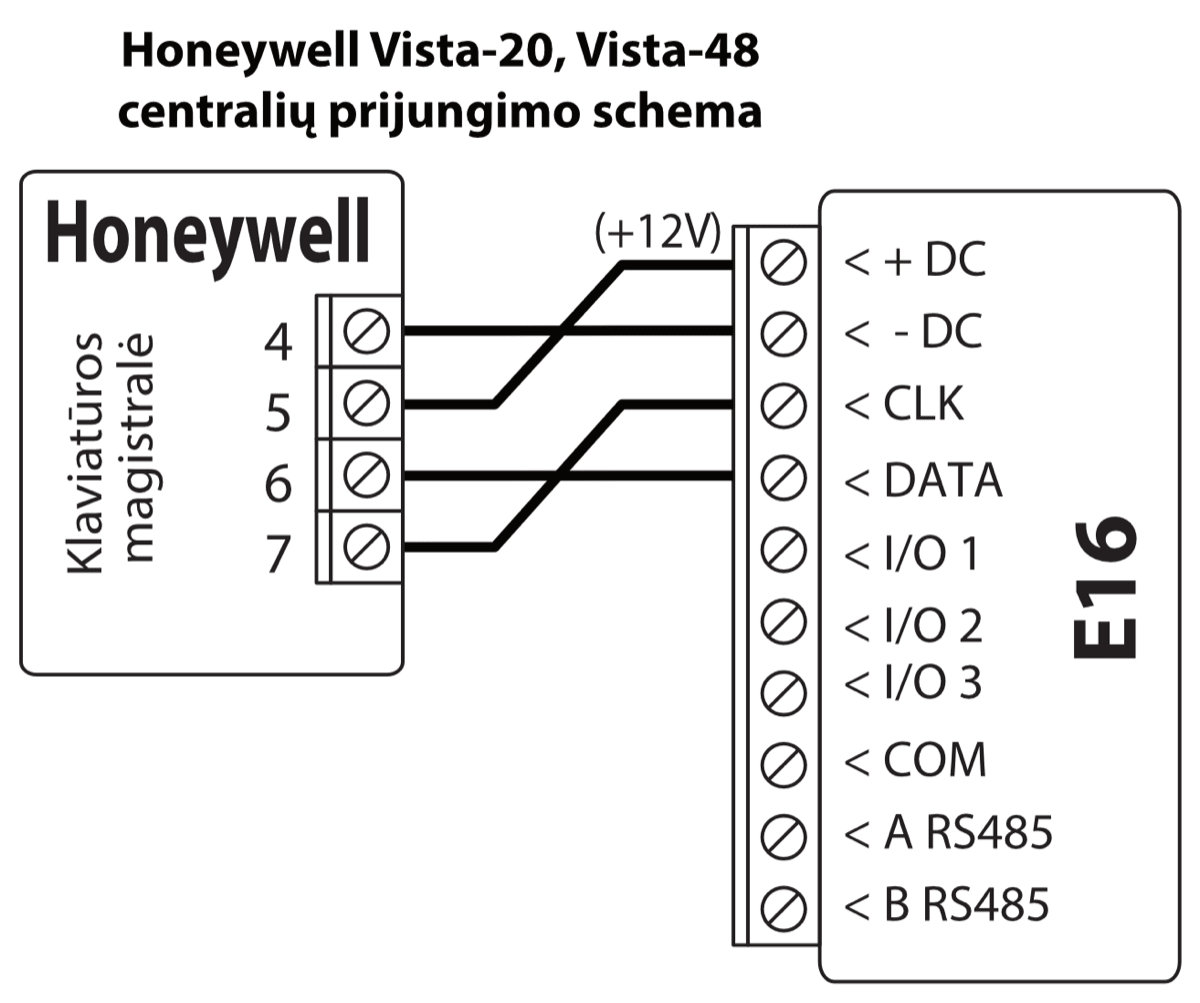 Honeywell Vista-20, Vista-48
centralių prijungimo schema
Honeywell
Klaviatūros
magistralė
4
5
6
7
(+12V)
< + DC
< - DC
< CLK
< DATA
< I/O 1
< I/O 2
< I/O 3
< COM
< A RS485
< B RS485
E16